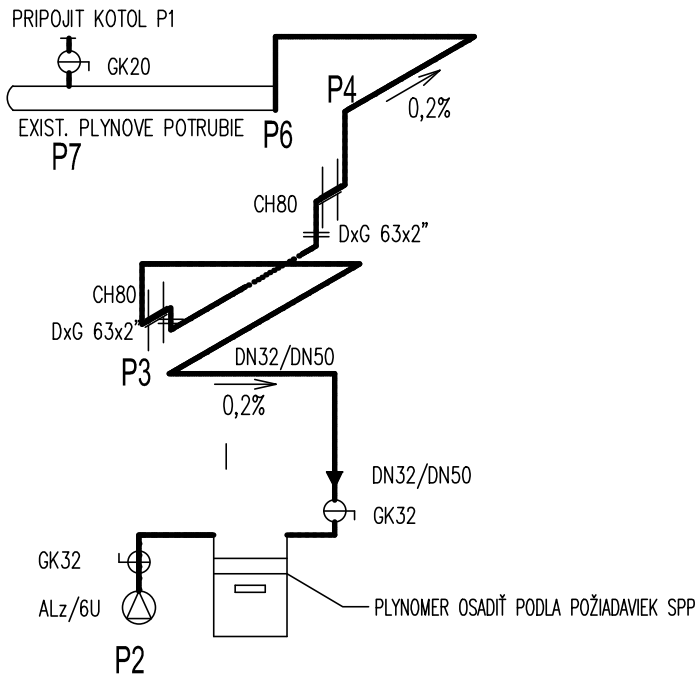 PRIPOJIT KOTOL P1
GK20
P4
0,2%
EXIST. PLYNOVE POTRUBIE
P6
P7
CH80
DxG 63x2"
CH80
DxG 63x2"
P3
DN32/DN50
0,2%
DN32/DN50
GK32
GK32
ALz/6U
PLYNOMER OSADIŤ PODLA POŽIADAVIEK SPP
P2